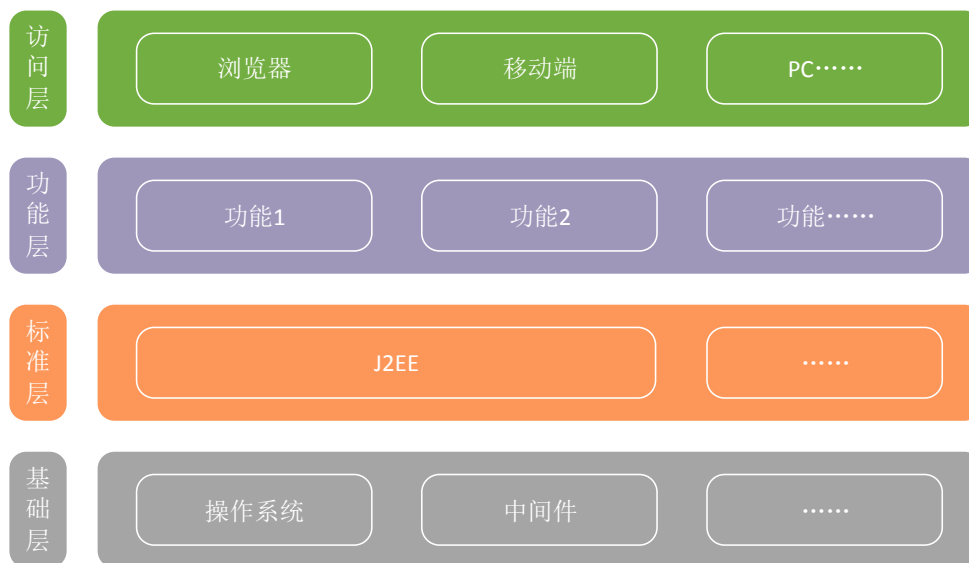 访问层
浏览器
移动端
PC……
功能层
功能1
功能2
功能……
标准层
J2EE
……
基础层
操作系统
中间件
……